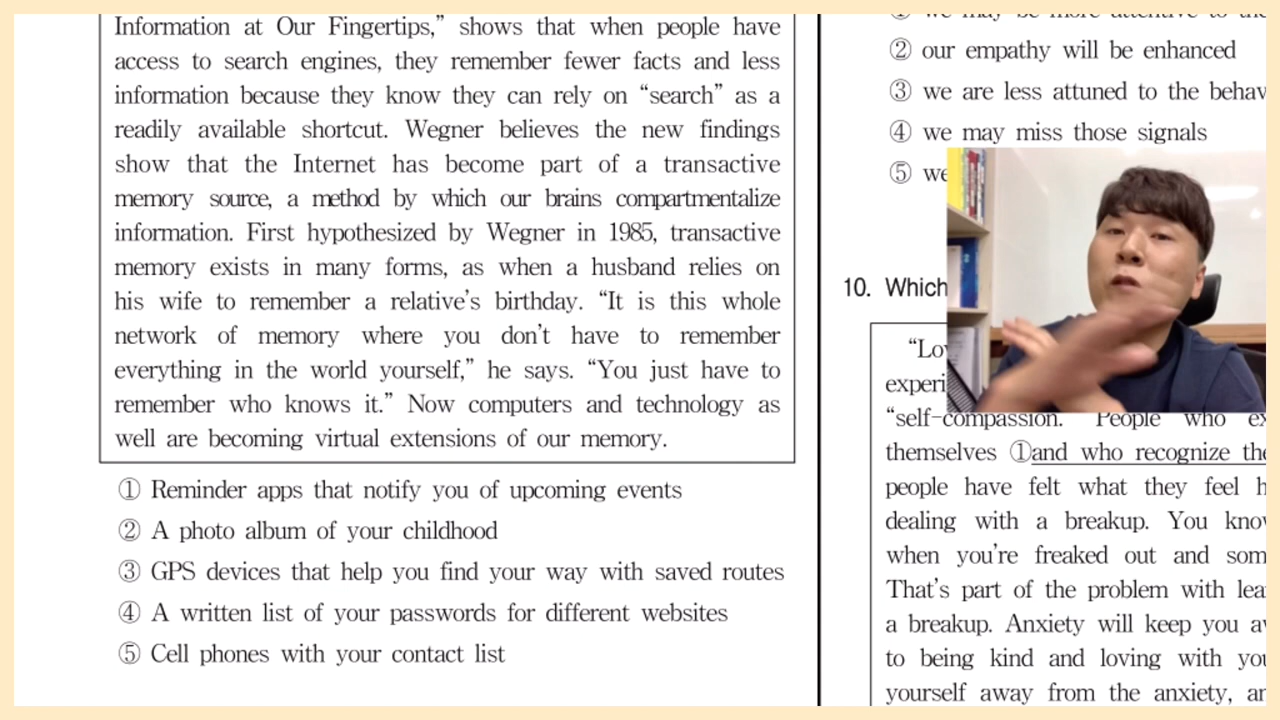 Information at Our Fingertips,” shows that when people have
access to search engines, they remember fewer facts and less
information because they know they can rely on “search” as a
readily available shortcut. Wegner believes the new findings
show that the Internet has become part of a transactive
memory source, a method by which our brains compartmentalize
information. First hypothesized by Wegner in 1985, transactive
memory exists in many forms, as when a husband relies on
his wife to remember a relative’s birthday. “It is this whole
network of memory where you don’t have to remember
everything in the world yourself,” he says. “You just have to
remember who knows it.” Now computers and technology as
well are becoming virtual extensions of our memory.
① Reminder apps that notify you of upcoming events
② A photo album of your childhood
③ GPS devices that help you find your way with saved routes
④ A written list of your passwords for different websites
⑤ Cell phones with your contact list
① we may be more attentive to
② our empathy will be enhanced
③ we are less attuned to the
④ we may miss those signals
⑤ we
10. Which
“self-compassion. People who
themselves ①and who recognize
people have felt what they feel
dealing with a breakup. You
when you’re freaked out and
That’s part of the problem with
a breakup. Anxiety will keep you
to being kind and loving with
yourself away from the anxiety,